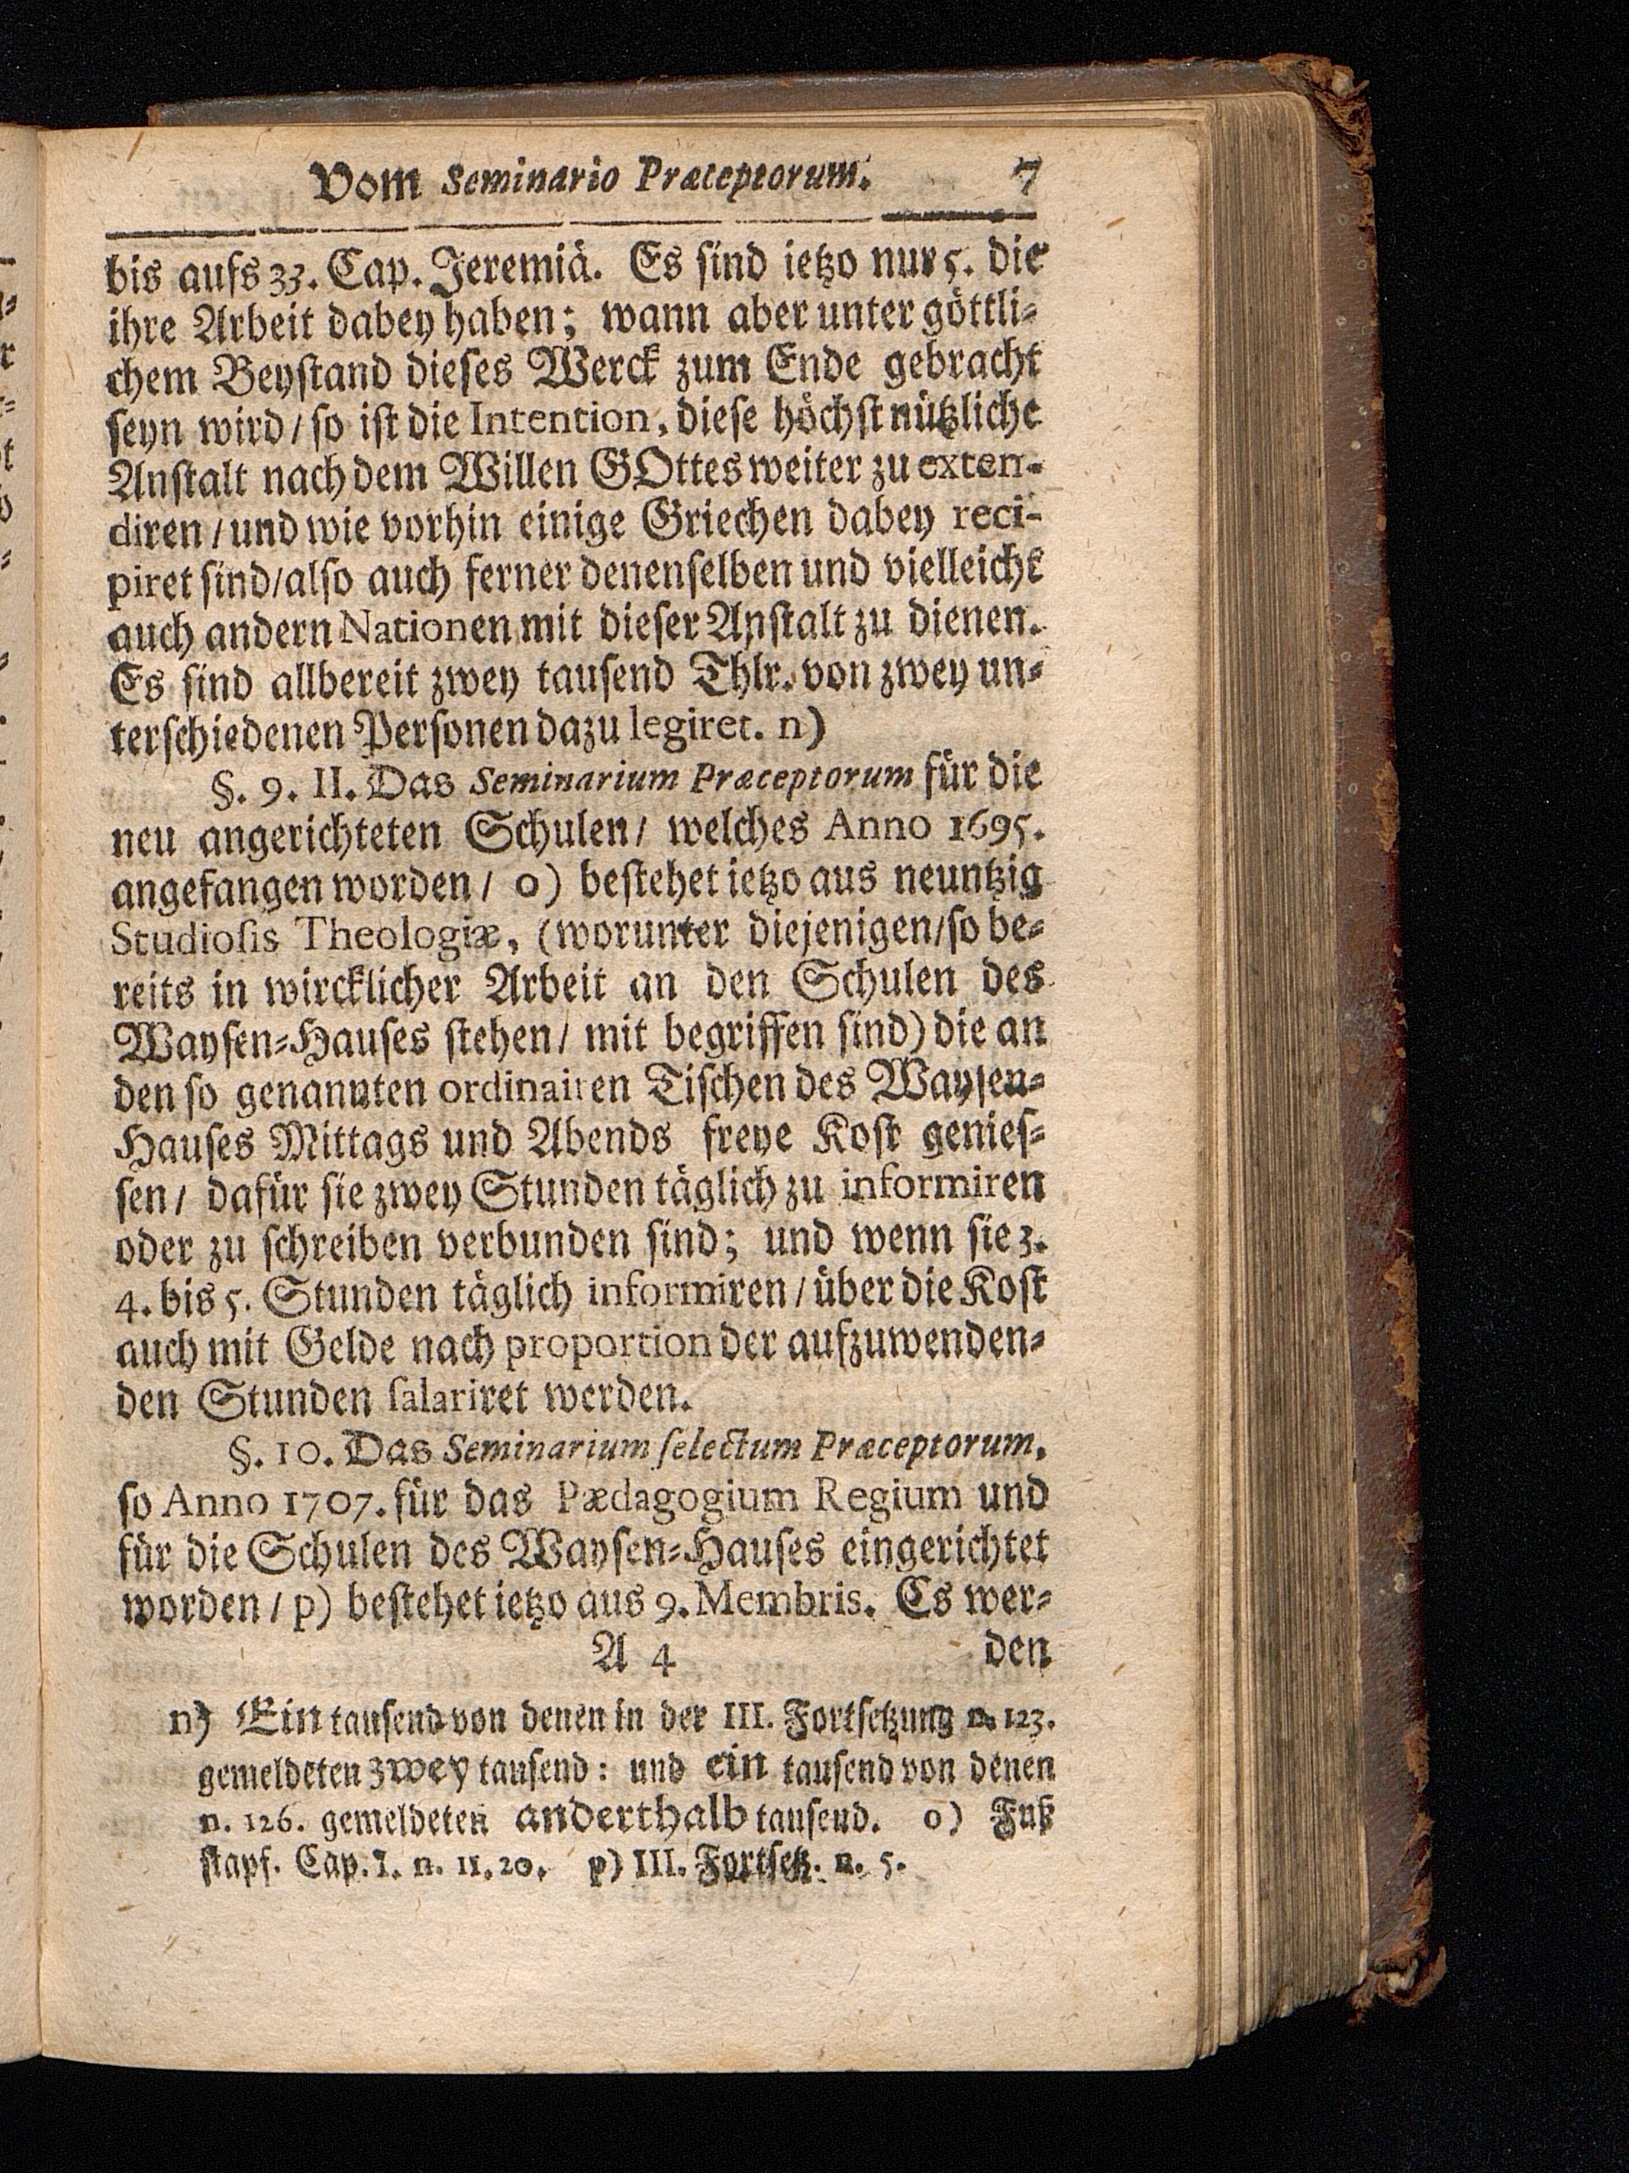 Vom Seminario Præceptorum. 7
bis aufs 33. Cap. Jeremiä. Es sind ietzo nur 5. die
ihre Arbeit dabey haben; wann aber unter göttli-
chem Beystand dieses Werck zum Ende gebracht
seyn wird / so ist die Intention, diese höchst nützliche
Anstalt nach dem Willen GOttes weiter zu exten-
diren / und wie vorhin einige Griechen dabey reci-
piret sind / also auch ferner denenselben und vielleicht
auch andern Nationen mit dieser Anstalt zu dienen.
Es sind allbereit zwey tausend Thlr. von zwey un-
terschiedenen Personen dazu legiret. n)
§. 9. II. Das Seminarium Præceptorum für die
neu angerichteten Schulen / welches Anno 1695.
angefangen worden / o) bestehet ietzo aus neuntzig
Studiosis Theologiæ, (worunter diejenigen / so be-
reits in wircklicher Arbeit an den Schulen des
Waysen-Hauses stehen / mit begriffen sind) die an
den so genannten ordinairen Tischen des Waysen-
Hauses Mittags und Abends freye Kost genies-
sen / dafür sie zwey Stunden täglich zu informiren
oder zu schreiben verbunden sind; und wenn sie 3.
4. bis 5. Stunden täglich informiren / über die Kost
auch mit Gelde nach proportion der aufzuwenden-
den Stunden salariret werden.
§. 10. Das Seminarium selectum Præceptorum,
so Anno 1707. für das Pædagogium Regium und
für die Schulen des Waysen-Hauses eingerichtet
worden / p) bestehet ietzo aus 9. Membris. Es wer-
A 4 den
n) Ein tausend von denen in der III. Fortsetzung n. 123.
gemeldeten zwey tausend: und ein tausend von denen
n. 126. gemeldeten anderthalb tausend. o) Fuß
stapf. Cap. I. n. 11. 20. p) III. Fortsetz. n. 5.